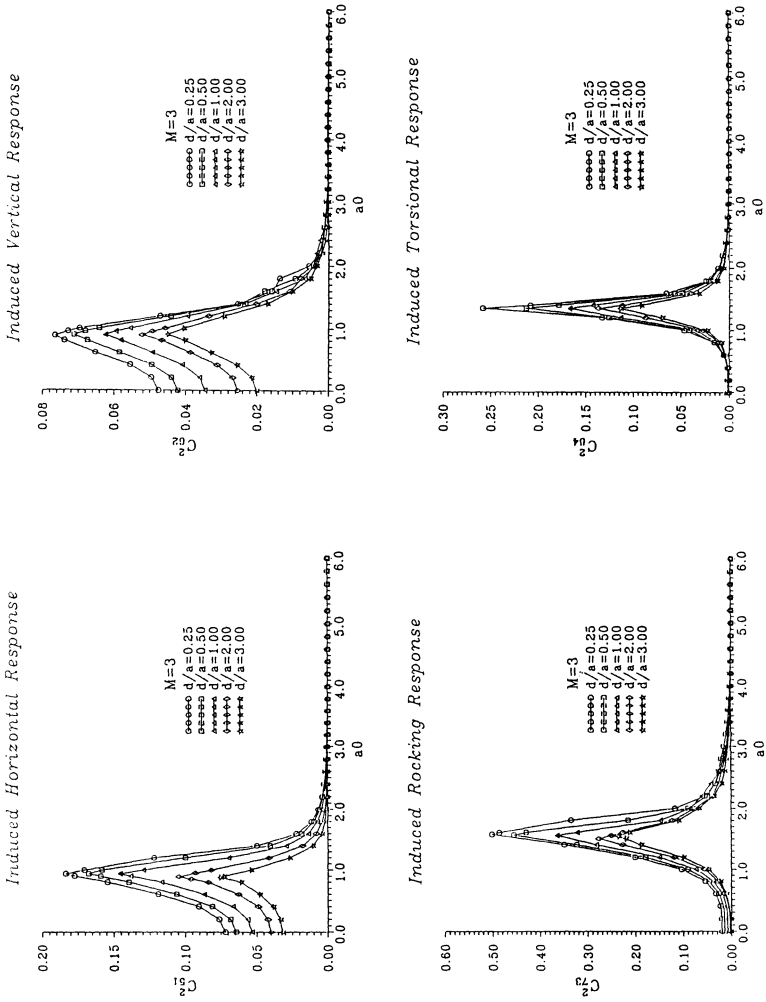 Induced Horizontal Response
0.20
0.15
0.10
0.05
0.00
C²₅₁
M=3
d/a=0.25
d/a=0.50
d/a=1.00
d/a=2.00
d/a=3.00
0.0 1.0 2.0 3.0 4.0 5.0 6.0
a0
Induced Vertical Response
0.08
0.06
0.04
0.02
0.00
M=3
d/a=0.25
d/a=0.50
d/a=1.00
d/a=2.00
d/a=3.00
0.0 1.0 2.0 3.0 4.0 5.0 6.0
a0
Induced Rocking Response
0.60
0.50
0.40
0.30
0.20
0.10
0.00
C²₇₃
M=3
d/a=0.25
d/a=0.50
d/a=1.00
d/a=2.00
d/a=3.00
0.0 1.0 2.0 3.0 4.0 5.0 6.0
a0
Induced Torsional Response
0.30
0.25
0.20
0.15
0.10
0.05
0.00
M=3
d/a=0.25
d/a=0.50
d/a=1.00
d/a=2.00
d/a=3.00
0.0 1.0 2.0 3.0 4.0 5.0 6.0
a0